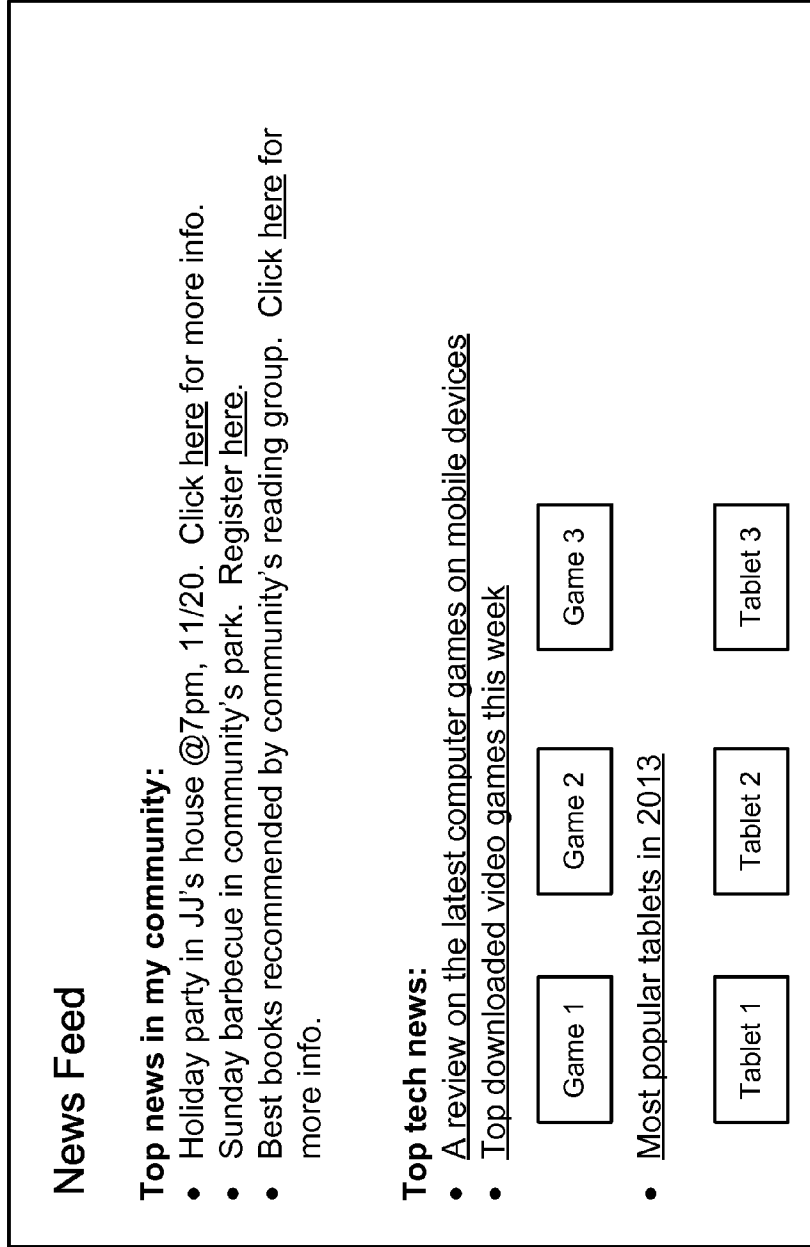 News Feed
Top news in my community:
• Holiday party in JJ's house @7pm, 11/20. Click here for more info.
• Sunday barbecue in community's park. Register here.
• Best books recommended by community's reading group. Click here for
more info.
Top tech news:
• A review on the latest computer games on mobile devices
• Top downloaded video games this week
Game 1 Game 2 Game 3
• Most popular tablets in 2013
Tablet 1 Tablet 2 Tablet 3